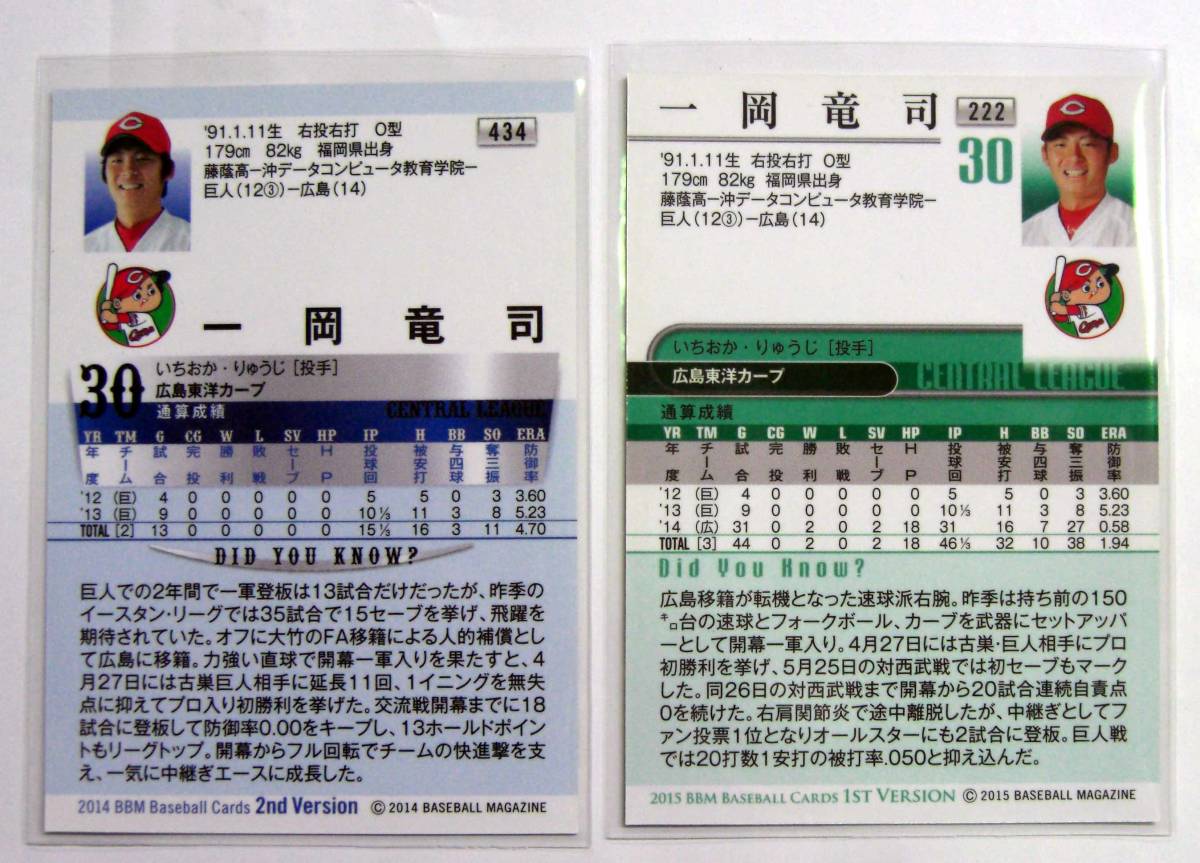 434
'91.1.11生 右投右打 O型
179cm 82kg 福岡県出身
藤蔭高−沖データコンピュータ教育学院−
巨人(12③)−広島(14)
一岡竜司
30
いちおか・りゅうじ [投手]
広島東洋カープ
通算成績
CENTRAL LEAGUE
YR TM G CG W L SV HP IP H BB SO ERA
年度 チーム 試合 完投 勝利 敗戦 セーブ HP 投球回 被安打 与四球 奪三振 防御率
'12 (巨) 4 0 0 0 0 0 5 5 0 3 3.60
'13 (巨) 9 0 0 0 0 0 10⅓ 11 3 8 5.23
TOTAL [2] 13 0 0 0 0 0 15⅓ 16 3 11 4.70
DID YOU KNOW?
巨人での2年間で一軍登板は13試合だけだったが、昨季の
イースタン・リーグでは35試合で15セーブを挙げ、飛躍を
期待されていた。オフに大竹のFA移籍による人的補償とし
て広島に移籍。力強い直球で開幕一軍入りを果たすと、4
月27日には古巣巨人相手に延長11回、1イニングを無失
点に抑えてプロ入り初勝利を挙げた。交流戦開幕までに18
試合に登板して防御率0.00をキープし、13ホールドポイン
トもリーグトップ。開幕からフル回転でチームの快進撃を支
え、一気に中継ぎエースに成長した。
2014 BBM Baseball Cards 2nd Version © 2014 BASEBALL MAGAZINE
一岡竜司
222
30
'91.1.11生 右投右打 O型
179cm 82kg 福岡県出身
藤蔭高−沖データコンピュータ教育学院−
巨人(12③)−広島(14)
いちおか・りゅうじ [投手]
広島東洋カープ
CENTRAL LEAGUE
通算成績
YR TM G CG W L SV HP IP H BB SO ERA
年度 チーム 試合 完投 勝利 敗戦 セーブ HP 投球回 被安打 与四球 奪三振 防御率
'12 (巨) 4 0 0 0 0 0 5 5 0 3 3.60
'13 (巨) 9 0 0 0 0 0 10⅓ 11 3 8 5.23
'14 (広) 31 0 2 0 2 18 31 16 7 27 0.58
TOTAL [3] 44 0 2 0 2 18 46⅓ 32 10 38 1.94
Did You Know?
広島移籍が転機となった速球派右腕。昨季は持ち前の150
㌔台の速球とフォークボール、カーブを武器にセットアッパ
ーとして開幕一軍入り。4月27日には古巣・巨人相手にプロ
初勝利を挙げ、5月25日の対西武戦では初セーブもマーク
した。同26日の対西武戦まで開幕から20試合連続自責点
0を続けた。右肩関節炎で途中離脱したが、中継ぎとしてフ
ァン投票1位となりオールスターにも2試合に登板。巨人戦
では20打数1安打の被打率.050と抑え込んだ。
2015 BBM BASEBALL CARDS 1ST VERSION © 2015 BASEBALL MAGAZINE